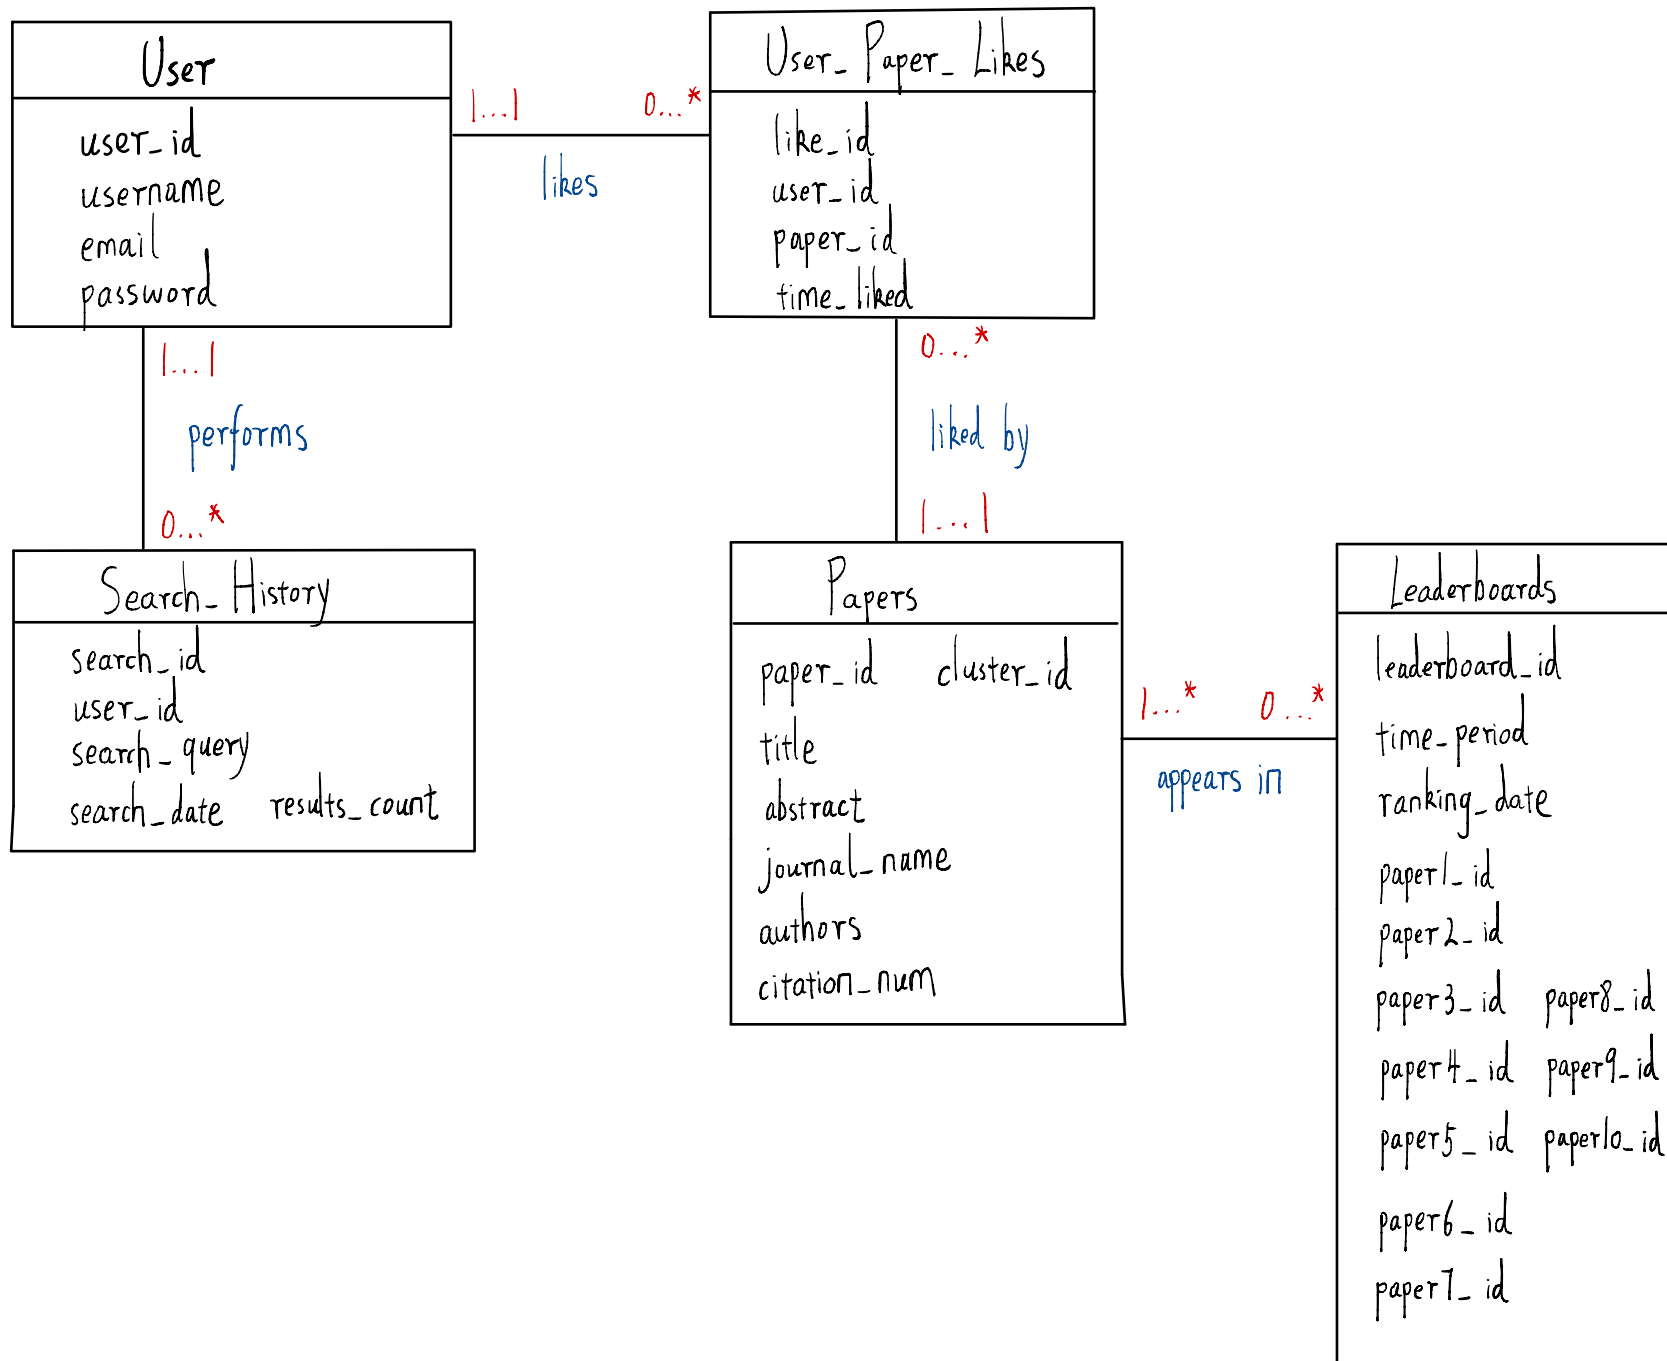 User
user_id
username
email
password
1...1
0...*
likes
User_Paper_Likes
like_id
user_id
paper_id
time_liked
1...1
performs
0...*
0...*
liked by
1...1
Search_History
search_id
user_id
search_query
search_date results_count
Papers
paper_id cluster_id
title
abstract
journal_name
authors
citation_num
1...*
0...*
appears in
Leaderboards
leaderboard_id
time_period
ranking_date
paper1_id
paper2_id
paper3_id paper8_id
paper4_id paper9_id
paper5_id paper10_id
paper6_id
paper7_id